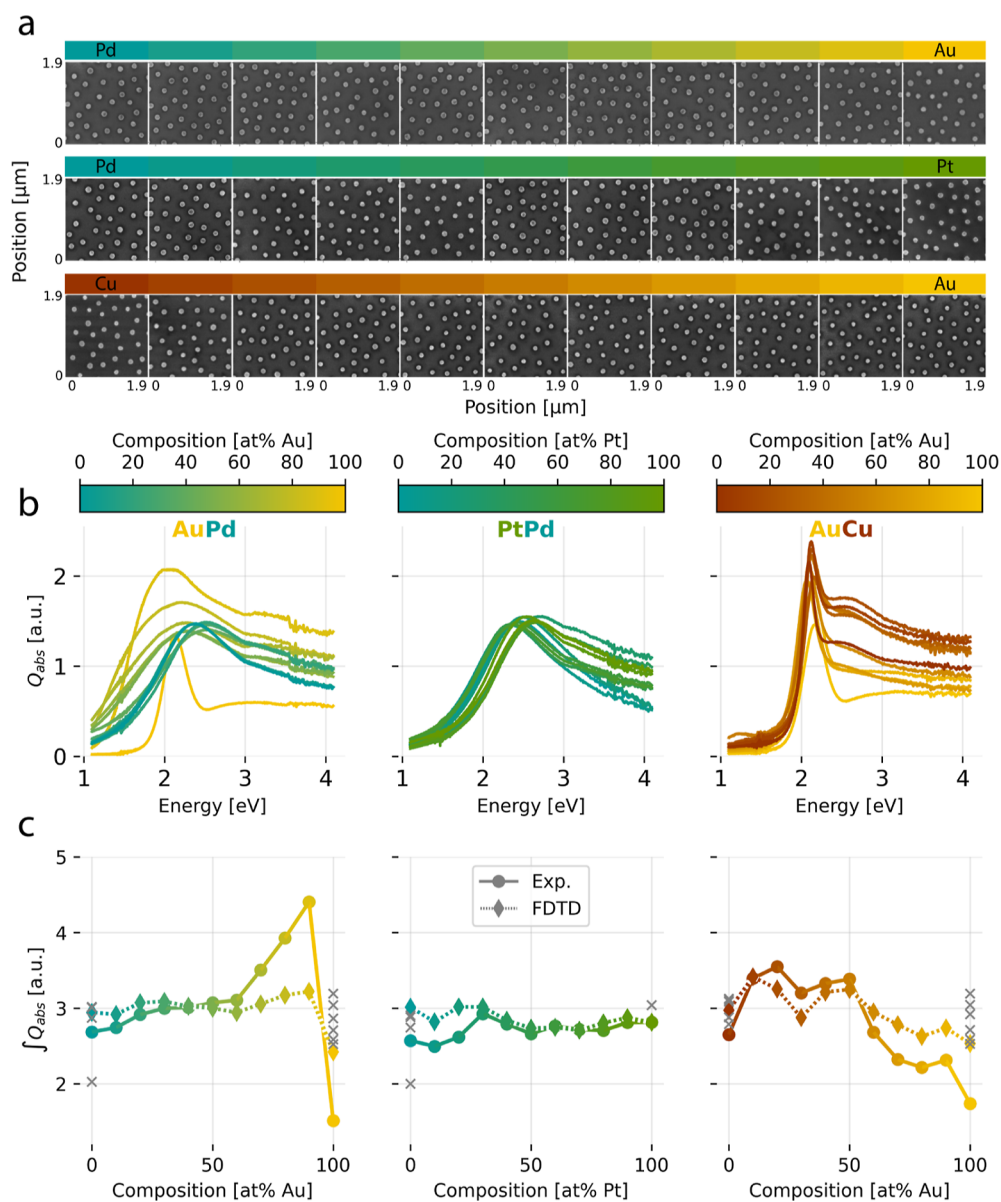 a
Pd Au
1.9
0
Pd Pt
1.9
0
Cu Au
1.9
0
0 1.9 0 1.9 0 1.9 0 1.9 0 1.9 0 1.9 0 1.9 0 1.9 0 1.9 0 1.9 0 1.9
Position [µm]
Position [µm]
Composition [at% Au] Composition [at% Pt] Composition [at% Au]
0 20 40 60 80 100 0 20 40 60 80 100 0 20 40 60 80 100
b
AuPd PtPd AuCu
2
1
0
Qabs [a.u.]
1 2 3 4 1 2 3 4 1 2 3 4
Energy [eV] Energy [eV] Energy [eV]
c
5
4
3
2
∫Qabs [a.u.]
Exp.
FDTD
0 50 100 0 50 100 0 50 100
Composition [at% Au] Composition [at% Pt] Composition [at% Au]